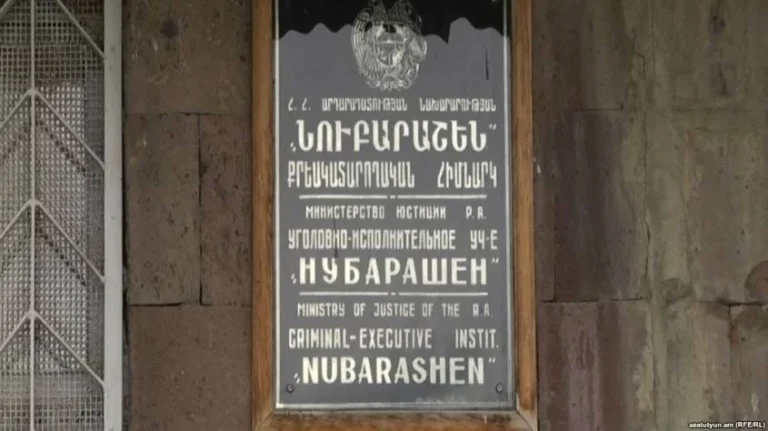 Հ. Հ. ԱՐԴԱՐԱԴԱՏՈՒԹՅԱՆ ՆԱԽԱՐԱՐՈՒԹՅԱՆ
„ՆՈՒԲԱՐԱՇԵՆ”
ՔՐԵԱԿԱՏԱՐՈՂԱԿԱՆ ՀԻՄՆԱՐԿ
МИНИСТЕРСТВО ЮСТИЦИИ Р.А.
УГОЛОВНО-ИСПОЛНИТЕЛЬНОЕ УЧ-Е
„НУБАРАШЕН”
MINISTRY OF JUSTICE OF THE R.A.
CRIMINAL-EXECUTIVE INSTIT.
„NUBARASHEN”
azatutyun.am (RFE/RL)